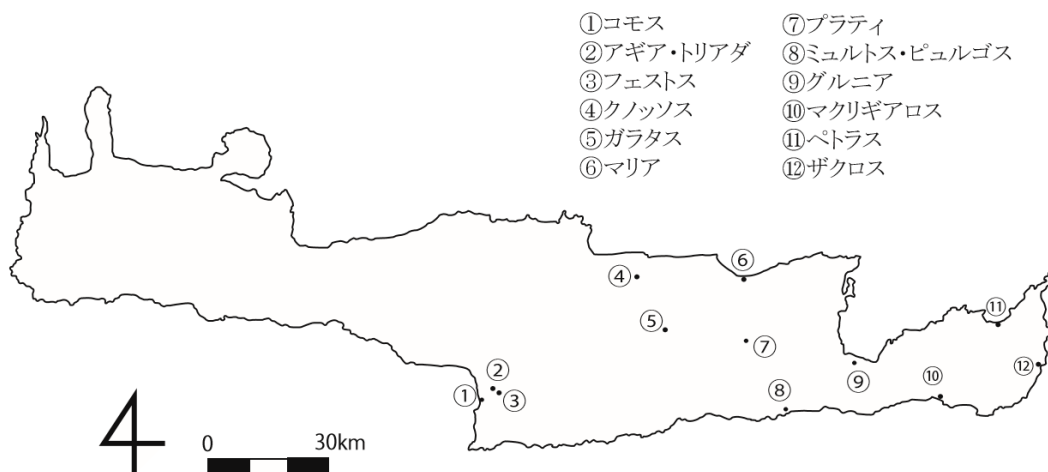 ①コモス
②アギア・トリアダ
③フェストス
④クノッソス
⑤ガラタス
⑥マリア
⑦プラティ
⑧ミュルトス・ピュルゴス
⑨グルニア
⑩マクリギアロス
⑪ペトラス
⑫ザクロス
④
⑥
⑤
⑦
⑪
②
①
③
⑧
⑨
⑩
⑫
0 30km